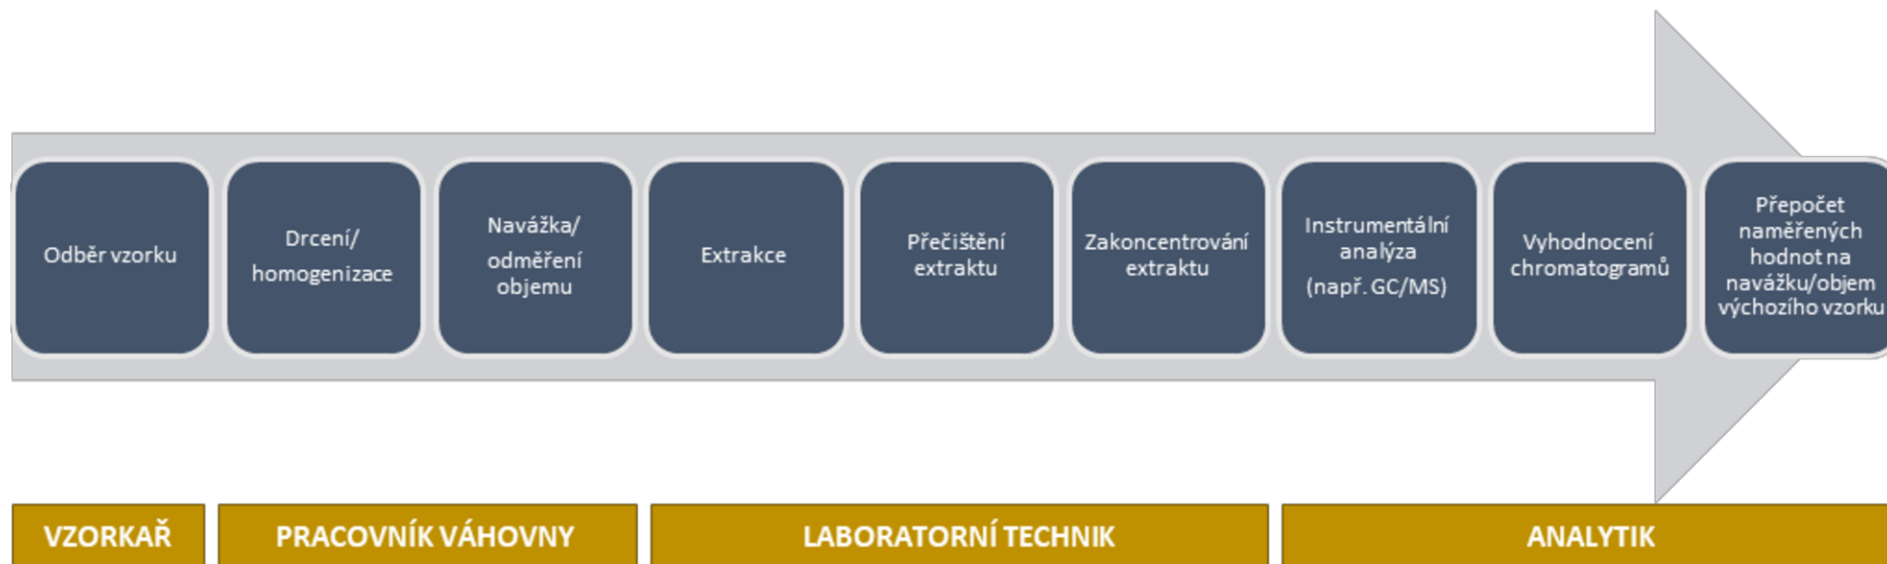 Odběr vzorku
Drcení/
homogenizace
Navážka/
odměření
objemu
Extrakce
Přečištění
extraktu
Zakoncentrování
extraktu
Instrumentální
analýza
(např. GC/MS)
Vyhodnocení
chromatogramů
Přepočet
naměřených
hodnot na
navážku/objem
výchozího vzorku
VZORKAŘ
PRACOVNÍK VÁHOVNY
LABORATORNÍ TECHNIK
ANALYTIK